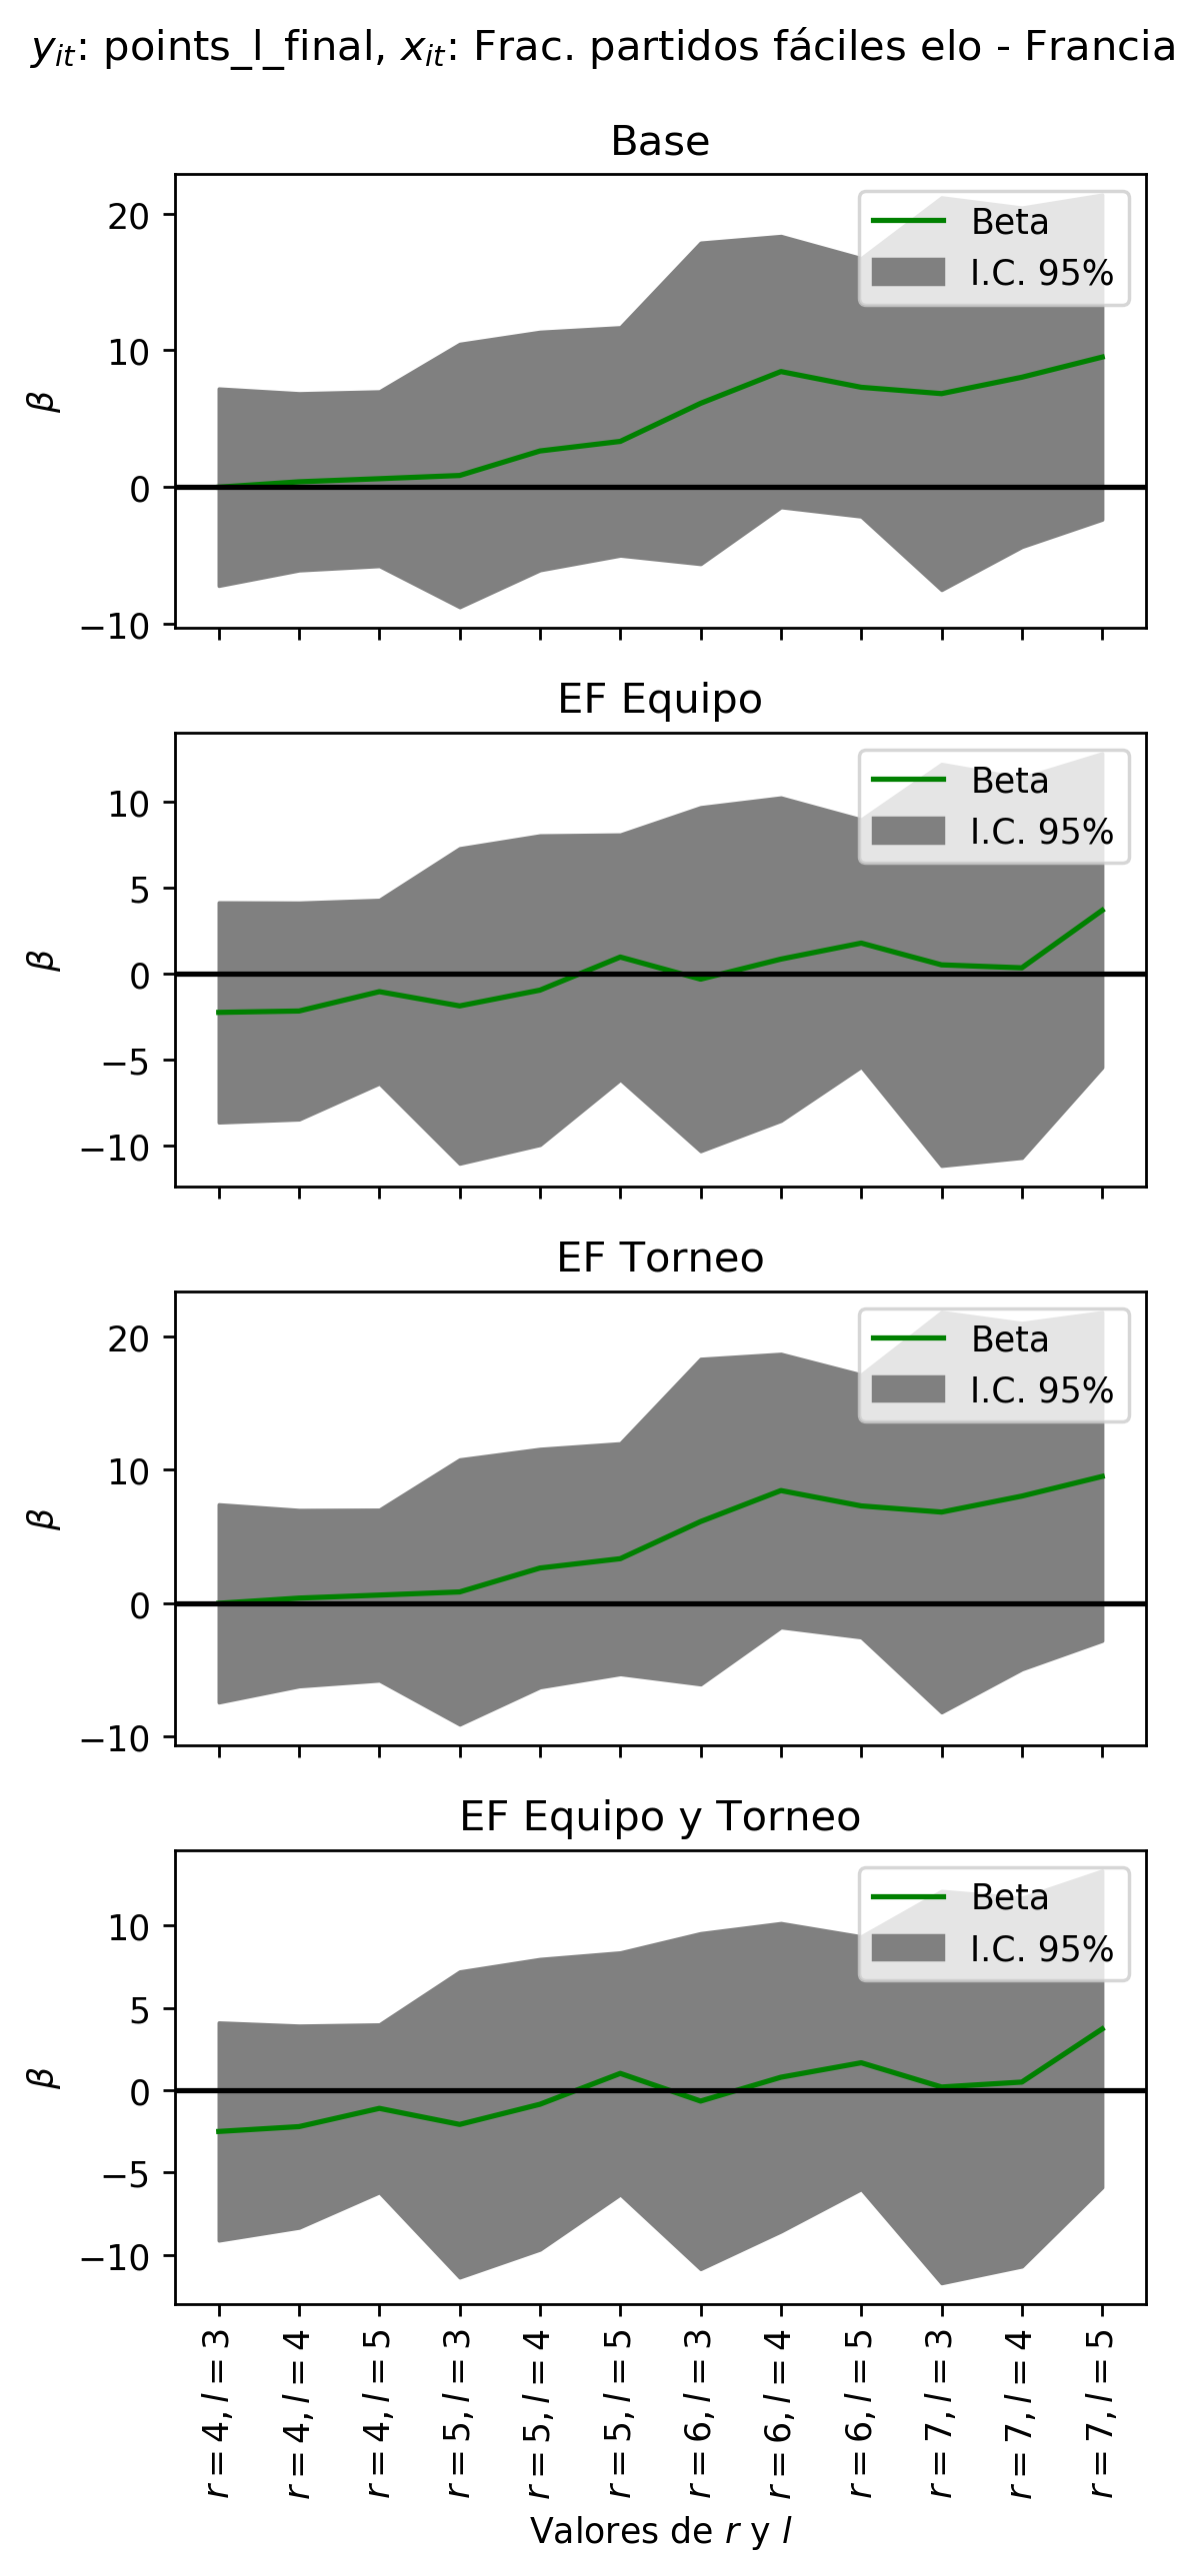 y_it: points_l_final, x_it: Frac. partidos fáciles elo - Francia
Base
20
10
0
−10
β
Beta
I.C. 95%
EF Equipo
10
5
0
−5
−10
β
Beta
I.C. 95%
EF Torneo
20
10
0
−10
β
Beta
I.C. 95%
EF Equipo y Torneo
10
5
0
−5
−10
β
Beta
I.C. 95%
r = 4, l = 3
r = 4, l = 4
r = 4, l = 5
r = 5, l = 3
r = 5, l = 4
r = 5, l = 5
r = 6, l = 3
r = 6, l = 4
r = 6, l = 5
r = 7, l = 3
r = 7, l = 4
r = 7, l = 5
Valores de r y l